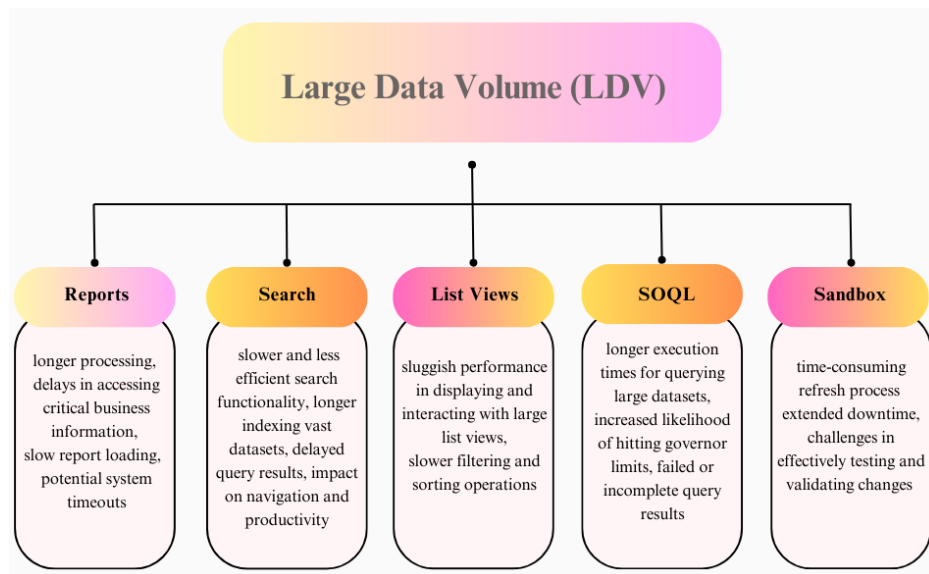 Large Data Volume (LDV)
Reports
longer processing,
delays in accessing
critical business
information,
slow report loading,
potential system
timeouts
Search
slower and less
efficient search
functionality, longer
indexing vast
datasets, delayed
query results, impact
on navigation and
productivity
List Views
sluggish performance
in displaying and
interacting with large
list views,
slower filtering and
sorting operations
SOQL
longer execution
times for querying
large datasets,
increased likelihood
of hitting governor
limits, failed or
incomplete query
results
Sandbox
time-consuming
refresh process
extended downtime,
challenges in
effectively testing and
validating changes